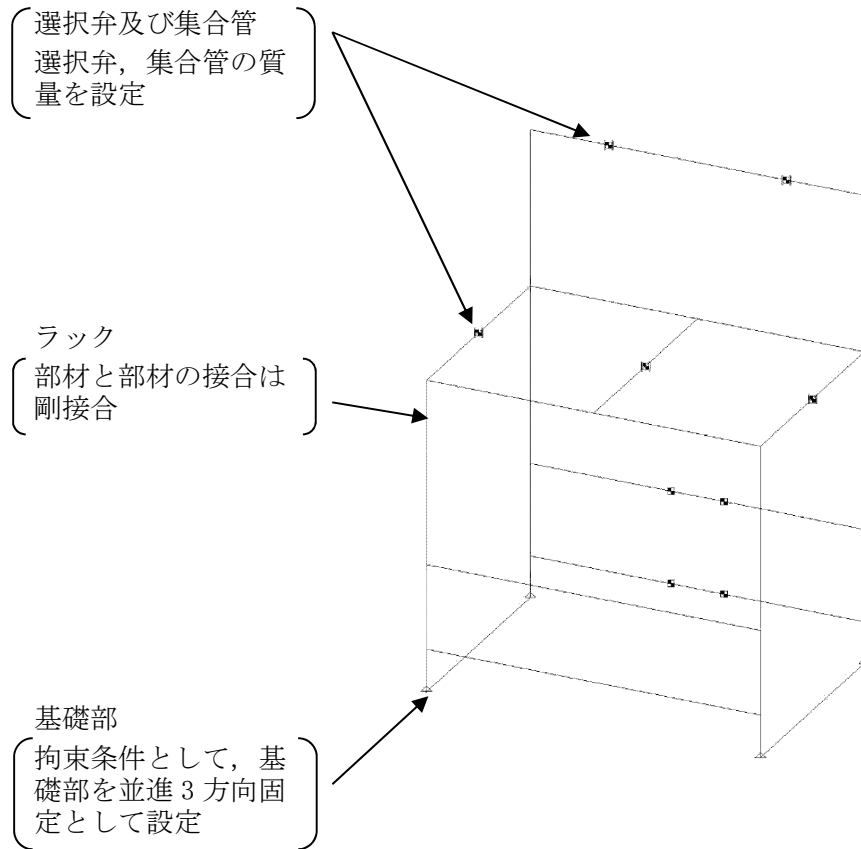 選択弁及び集合管
選択弁，集合管の質
量を設定
ラック
部材と部材の接合は
剛接合
基礎部
拘束条件として，基
礎部を並進３方向固
定として設定